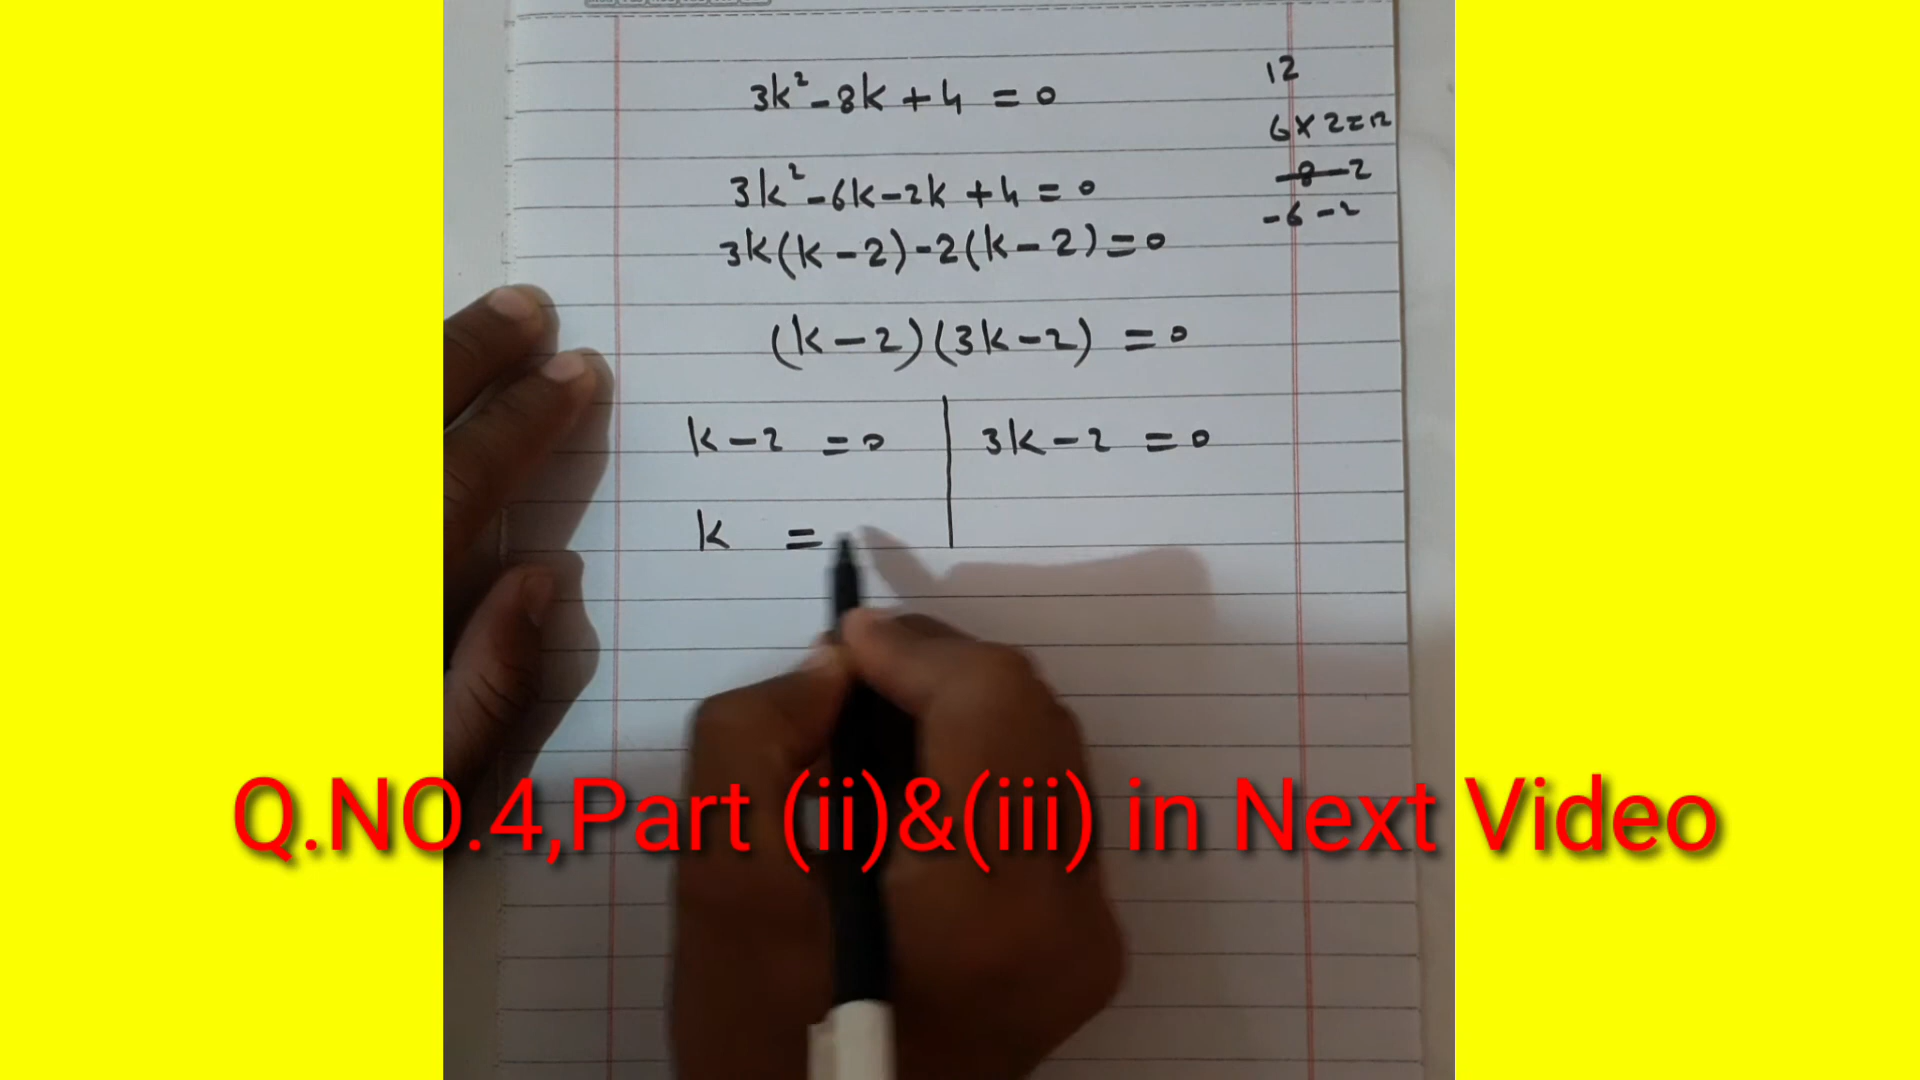 3k²-8k+4=0
12
6×2=12
3k²-6k-2k+4=0
8-2
-6-2
3k(k-2)-2(k-2)=0
(k-2)(3k-2)=0
k-2=0
3k-2=0
k=
Q.NO.4,Part (ii)&(iii) in Next Video